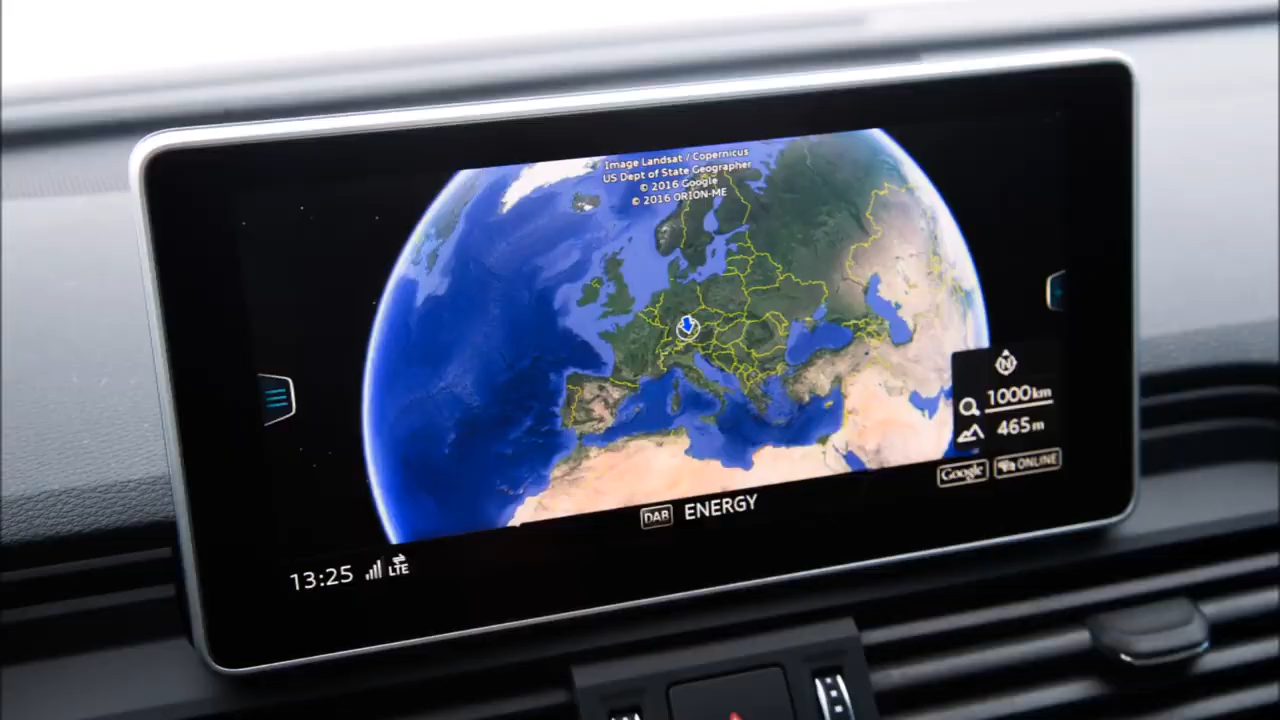 Image Landsat / Copernicus
US Dept of State Geographer
© 2016 Google
© 2016 ORION-ME
N
1000km
465m
Google
ONLINE
DAB ENERGY
13:25 LTE